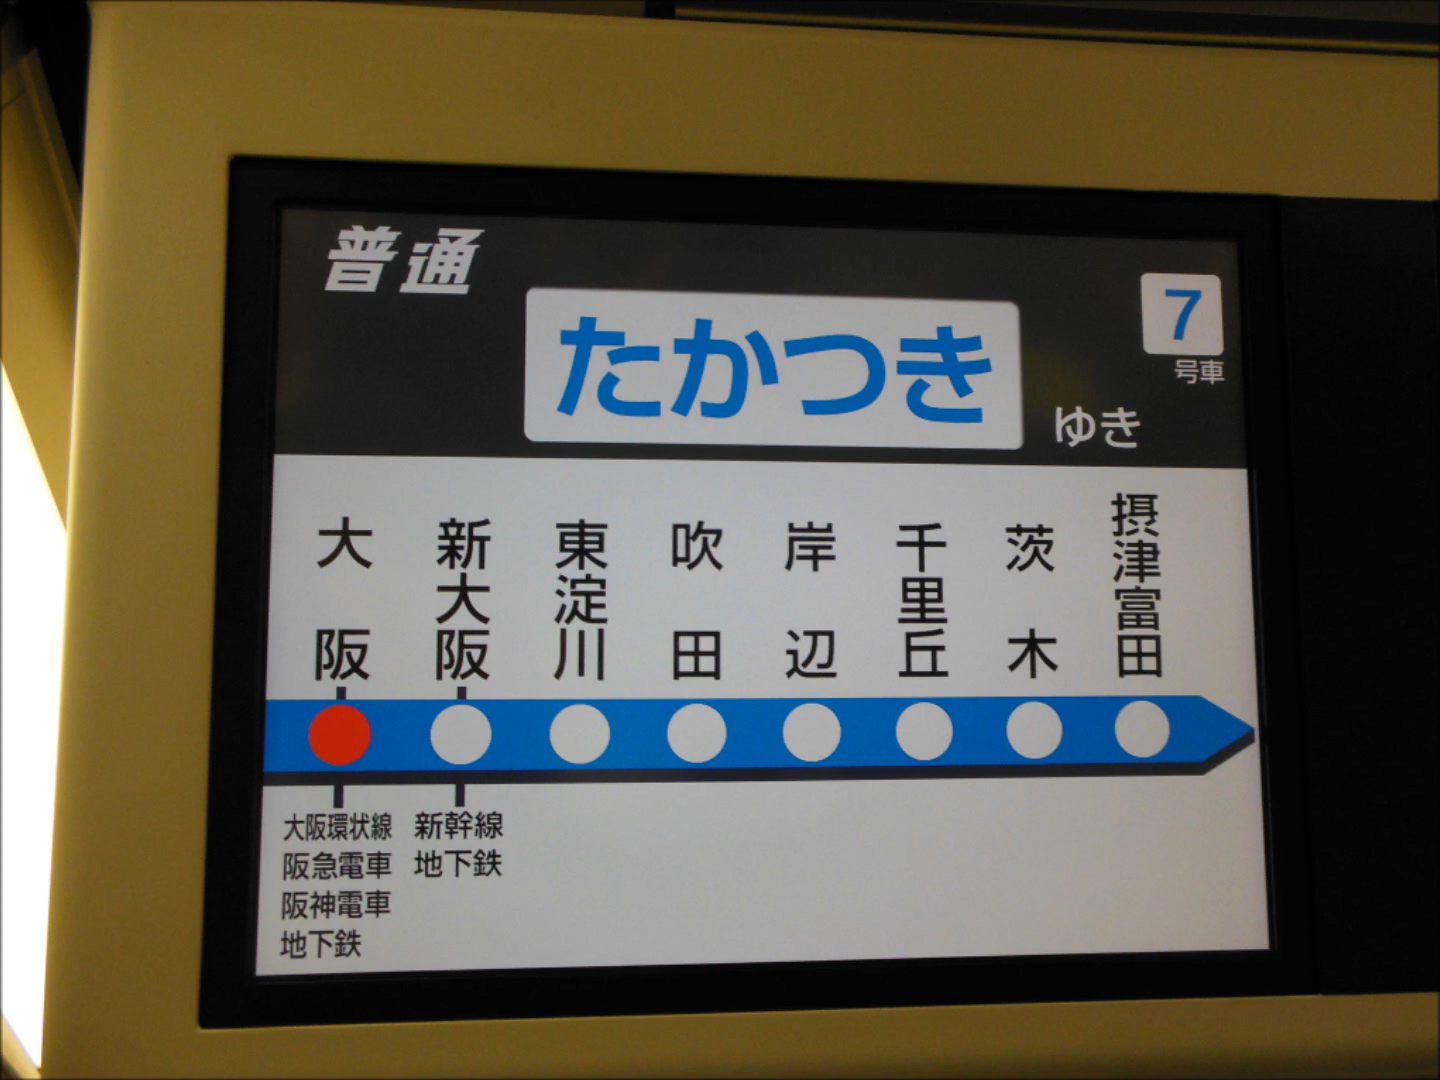 普通
たかつき
ゆき
7
号車
大阪
新大阪
東淀川
吹田
岸辺
千里丘
茨木
摂津富田
大阪環状線
阪急電車
阪神電車
地下鉄
新幹線
地下鉄